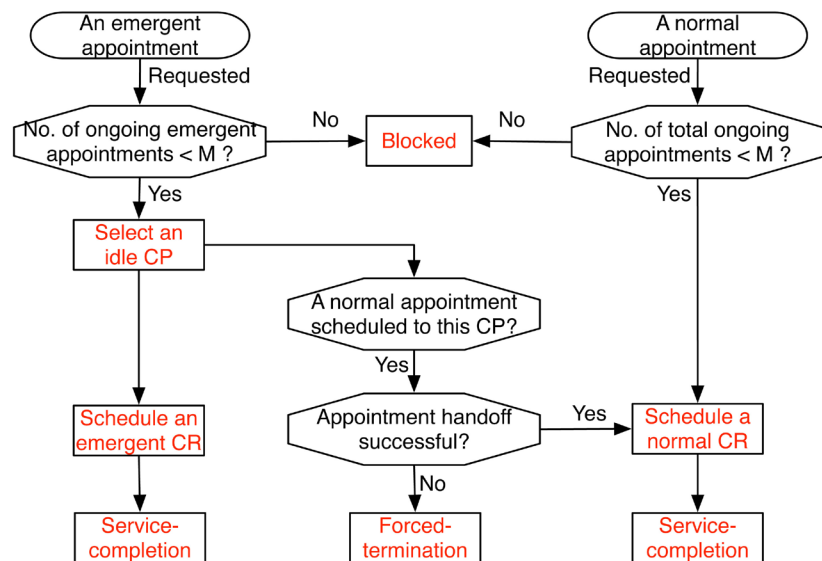 An emergent
appointment
A normal
appointment
Requested
Requested
No. of ongoing emergent
appointments < M ?
No
Blocked
No
No. of total ongoing
appointments < M ?
Yes
Yes
Select an
idle CP
A normal appointment
scheduled to this CP?
Yes
Schedule an
emergent CR
Appointment handoff
successful?
Yes
Schedule a
normal CR
No
Service-
completion
Forced-
termination
Service-
completion